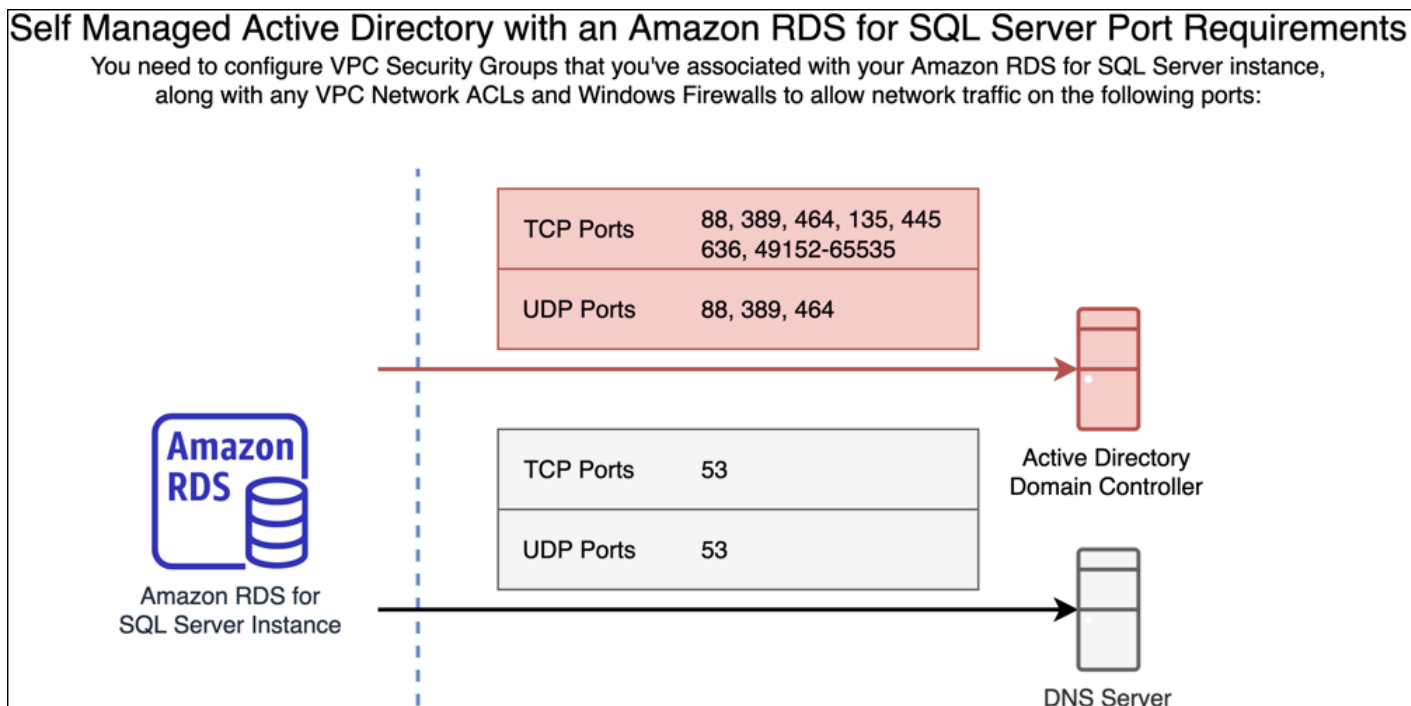 Self Managed Active Directory with an Amazon RDS for SQL Server Port Requirements
You need to configure VPC Security Groups that you've associated with your Amazon RDS for SQL Server instance,
along with any VPC Network ACLs and Windows Firewalls to allow network traffic on the following ports:
TCP Ports 88, 389, 464, 135, 445
636, 49152-65535
UDP Ports 88, 389, 464
Amazon
RDS
Amazon RDS for
SQL Server Instance
Active Directory
Domain Controller
TCP Ports 53
UDP Ports 53
DNS Server